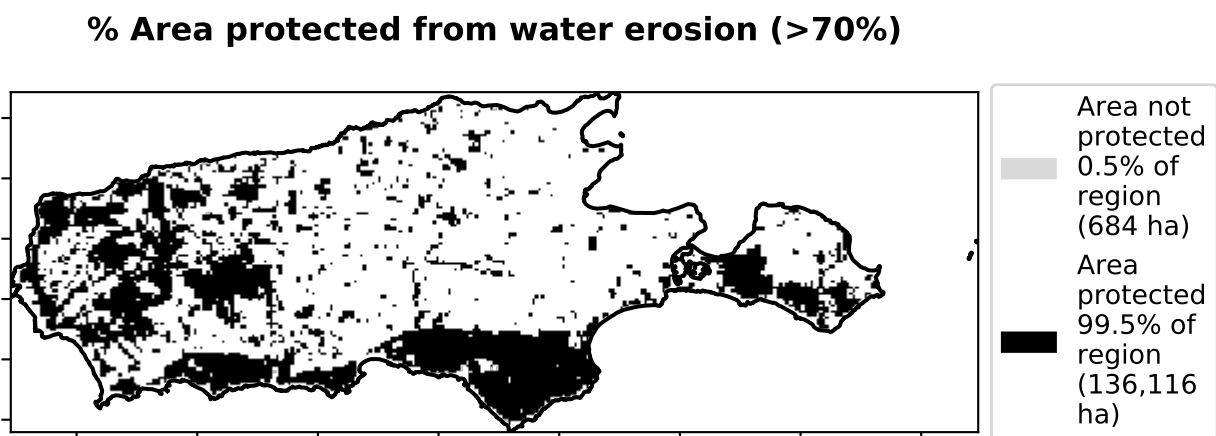 % Area protected from water erosion (>70%)
Area not
protected
0.5% of
region
(684 ha)
Area
protected
99.5% of
region
(136,116
ha)